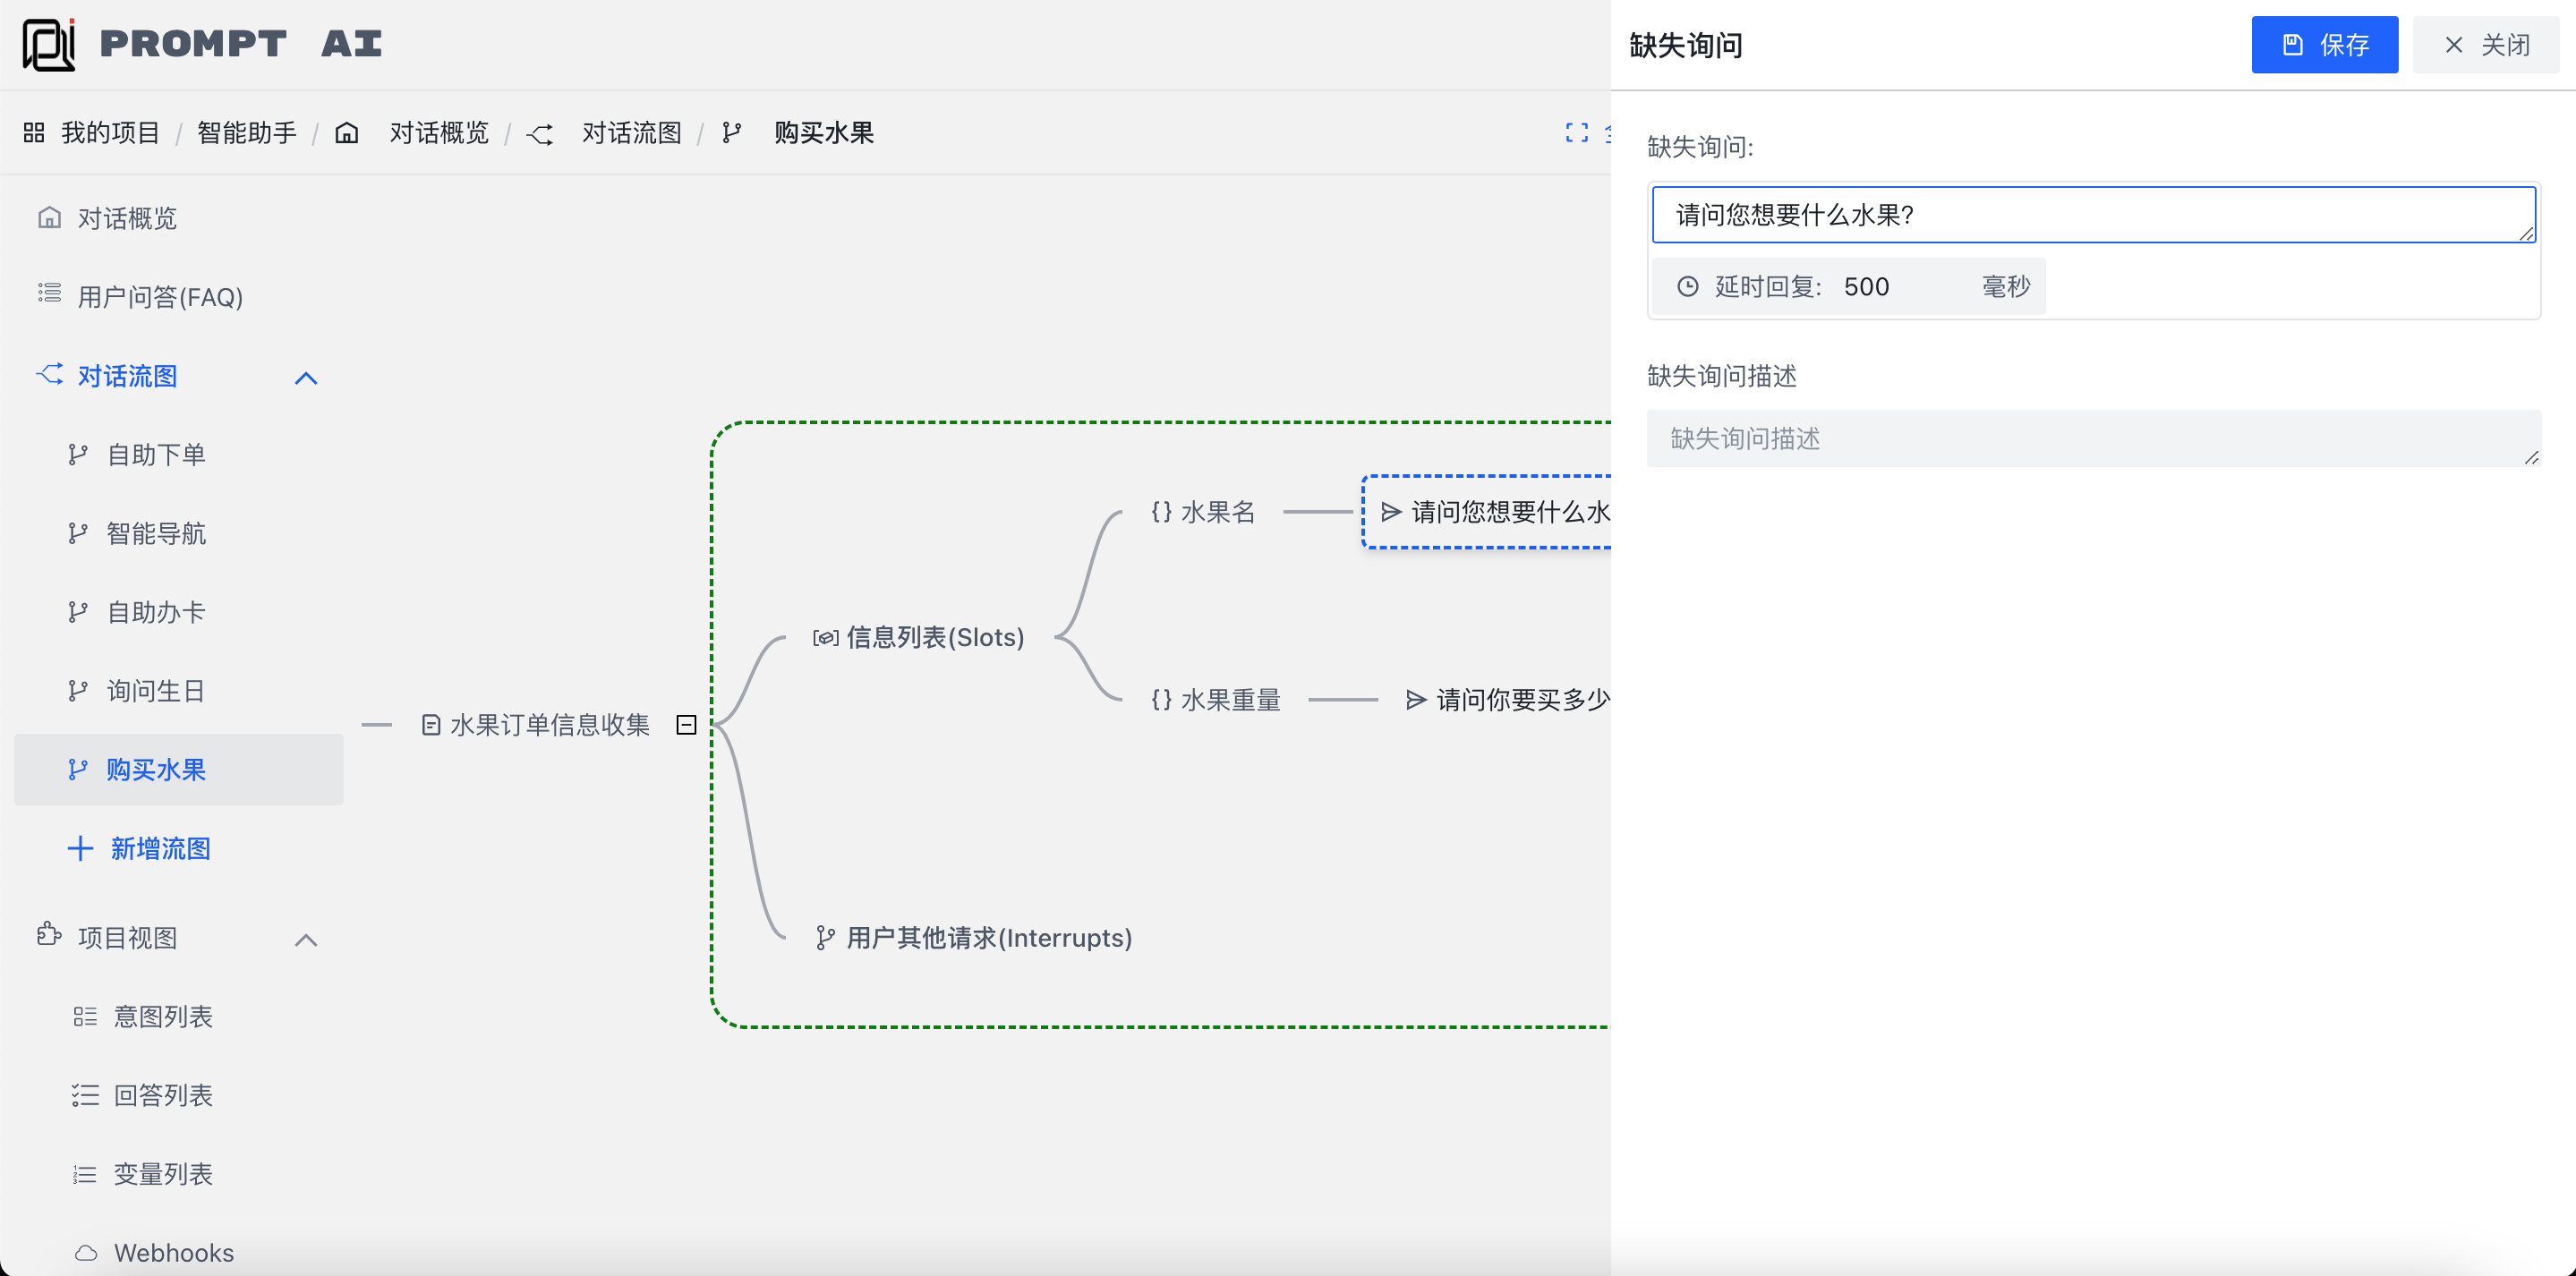 PROMPT AI
缺失询问
保存
关闭
我的项目 / 智能助手 / 对话概览 / 对话流图 / 购买水果
对话概览
用户问答(FAQ)
对话流图
自助下单
智能导航
自助办卡
询问生日
购买水果
新增流图
项目视图
意图列表
回答列表
变量列表
Webhooks
水果订单信息收集
信息列表(Slots)
{} 水果名
请问您想要什么水
{} 水果重量
请问你要买多少
用户其他请求(Interrupts)
缺失询问:
请问您想要什么水果?
延时回复: 500 毫秒
缺失询问描述
缺失询问描述